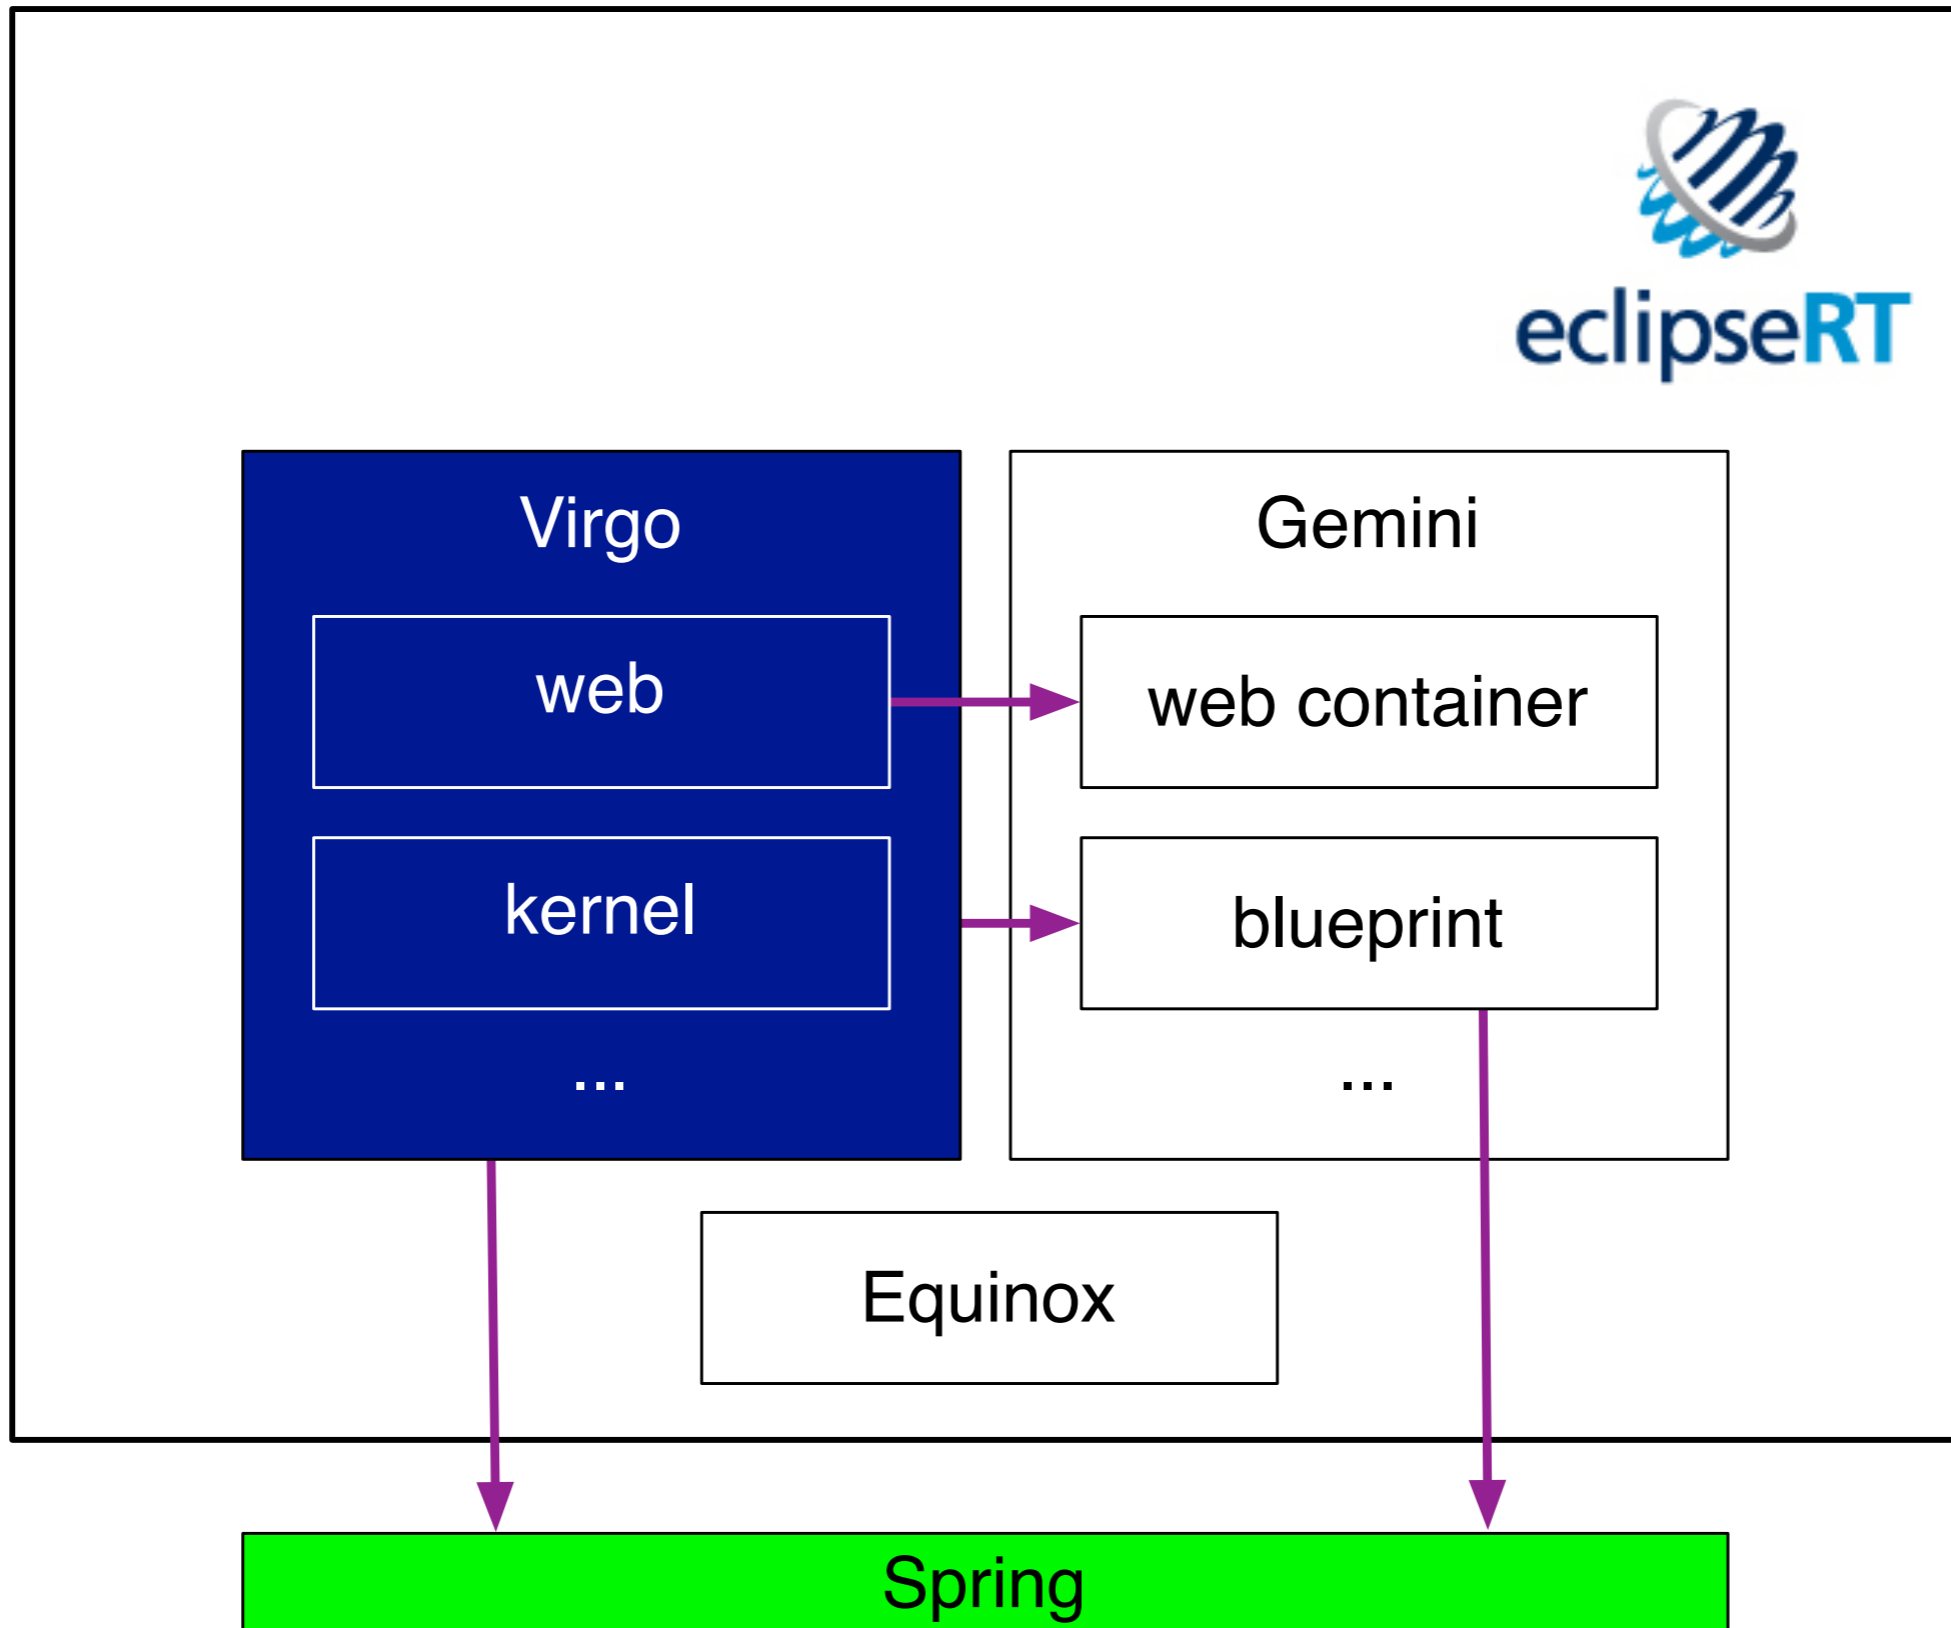 eclipseRT
Virgo
Gemini
web
web container
kernel
blueprint
...
...
Equinox
Spring